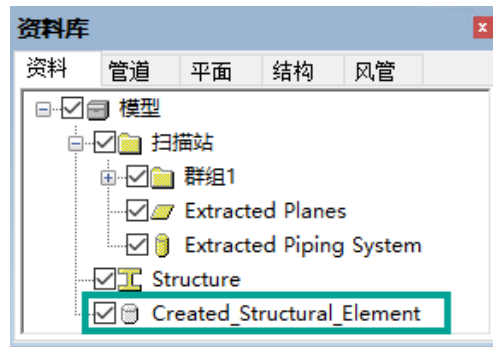 资料库
资料 管道 平面 结构 风管
模型
扫描站
群组1
Extracted Planes
Extracted Piping System
Structure
Created_Structural_Element